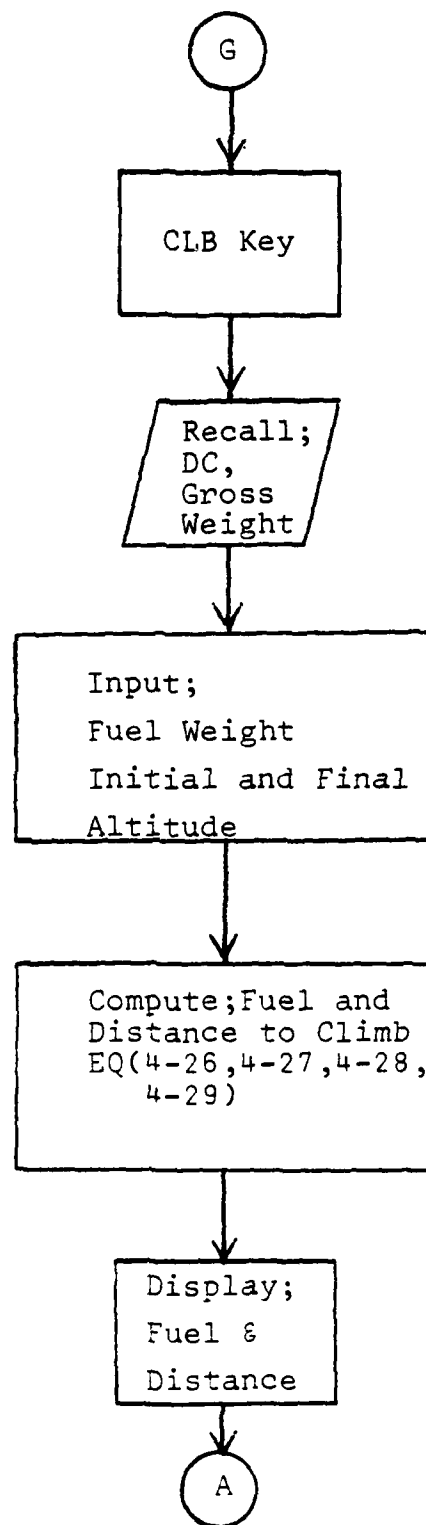 G
CLB Key
Recall;
DC,
Gross
Weight
Input;
Fuel Weight
Initial and Final
Altitude
Compute;Fuel and
Distance to Climb
EQ(4-26,4-27,4-28,
4-29)
Display;
Fuel &
Distance
A